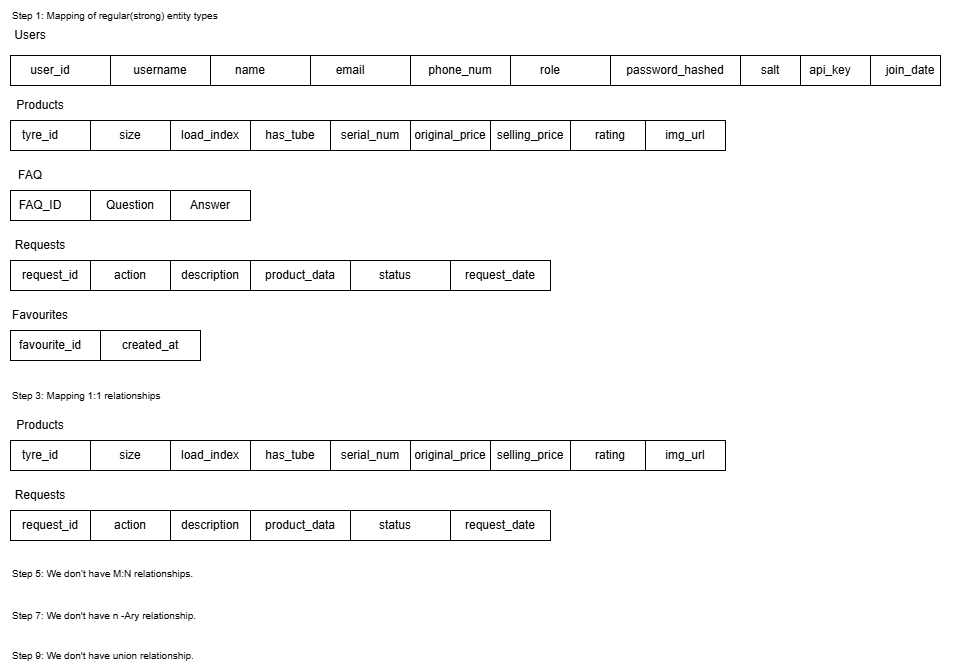 Step 1: Mapping of regular(strong) entity types
Users
user_id username name email phone_num role password_hashed salt api_key join_date
Products
tyre_id size load_index has_tube serial_num original_price selling_price rating img_url
FAQ
FAQ_ID Question Answer
Requests
request_id action description product_data status request_date
Favourites
favourite_id created_at
Step 3: Mapping 1:1 relationships
Products
tyre_id size load_index has_tube serial_num original_price selling_price rating img_url
Requests
request_id action description product_data status request_date
Step 5: We don't have M:N relationships.
Step 7: We don't have n -Ary relationship.
Step 9: We don't have union relationship.